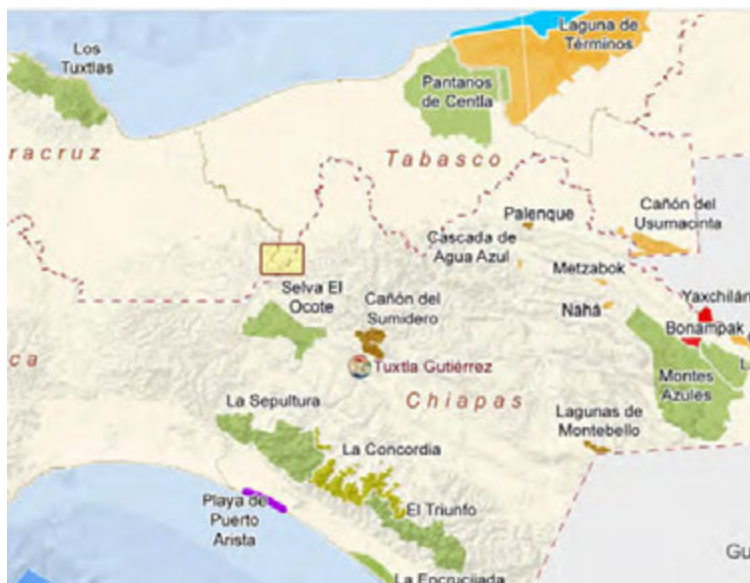 Los
Tuxtlas
Laguna de
Términos
Pantanos
de Centla
racruz
Tabasco
Palenque
Cañón del
Usumacinta
Cascada de
Agua Azul
Metzabok
Selva El
Ocote
Cañón del
Sumidero
Nahá
Yaxchilán
Bonampak
ca
Tuxtla Gutiérrez
L
Montes
Azules
La Sepultura
Chiapas
Lagunas de
Montebello
La Concordia
Playa de
Puerto
Arista
El Triunfo
Gu
La Encrucijada